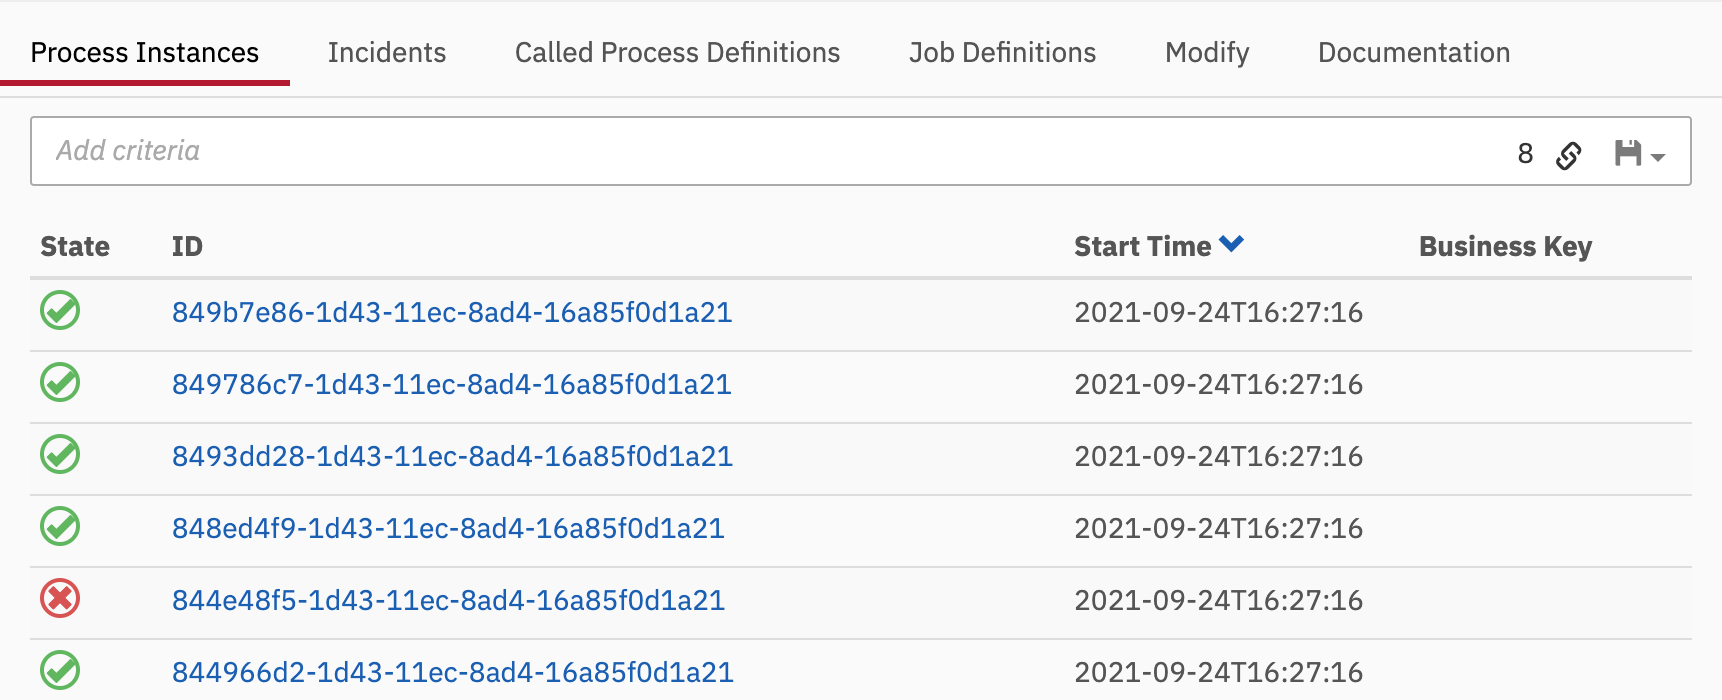 Process Instances Incidents Called Process Definitions Job Definitions Modify Documentation
Add criteria 8
State ID Start Time Business Key
849b7e86-1d43-11ec-8ad4-16a85f0d1a21 2021-09-24T16:27:16
849786c7-1d43-11ec-8ad4-16a85f0d1a21 2021-09-24T16:27:16
8493dd28-1d43-11ec-8ad4-16a85f0d1a21 2021-09-24T16:27:16
848ed4f9-1d43-11ec-8ad4-16a85f0d1a21 2021-09-24T16:27:16
844e48f5-1d43-11ec-8ad4-16a85f0d1a21 2021-09-24T16:27:16
844966d2-1d43-11ec-8ad4-16a85f0d1a21 2021-09-24T16:27:16